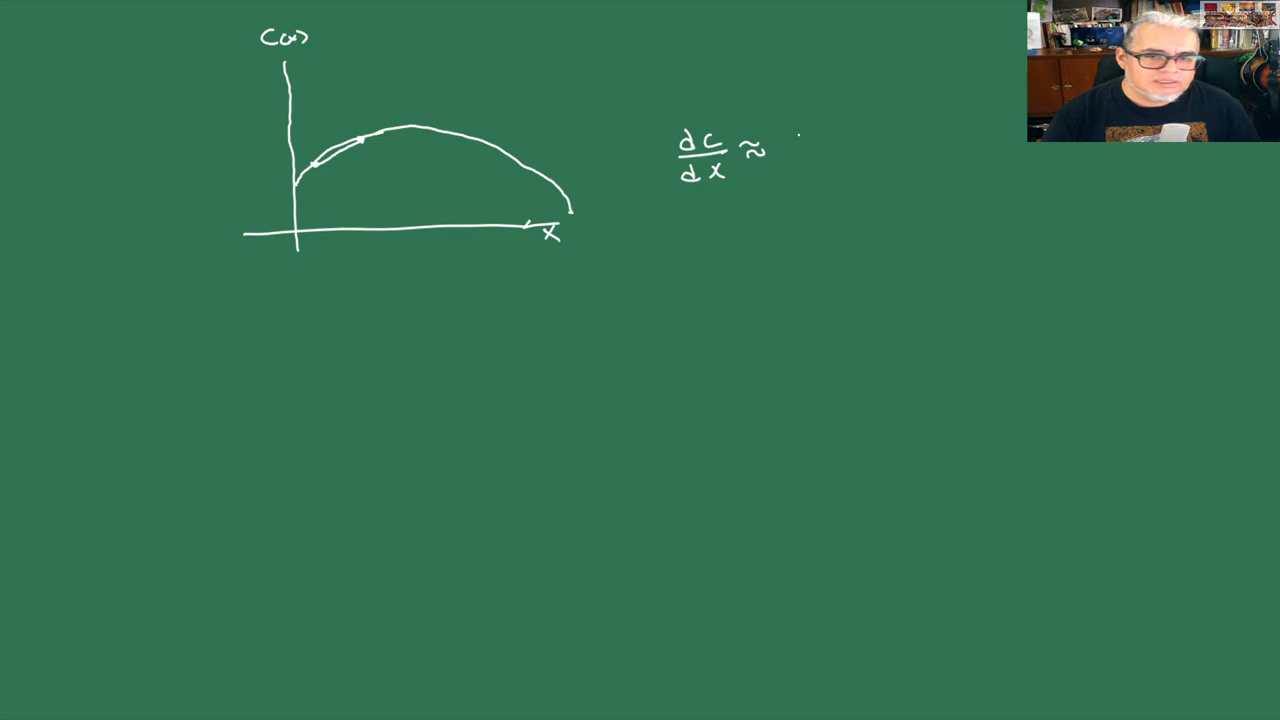 C(x)
dC/dx ≈
x